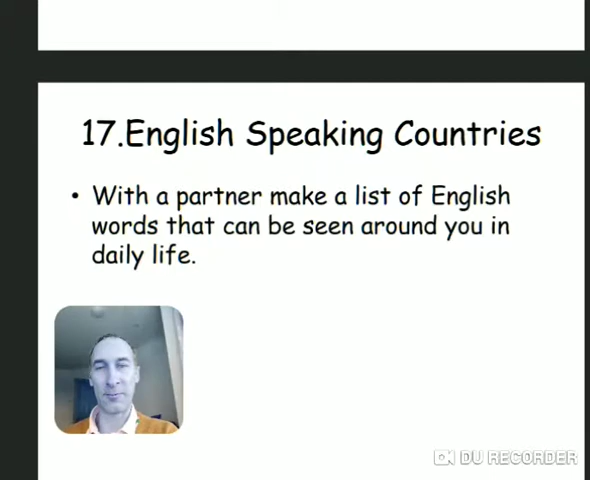 17.English Speaking Countries
• With a partner make a list of English
words that can be seen around you in
daily life.
DU RECORDER